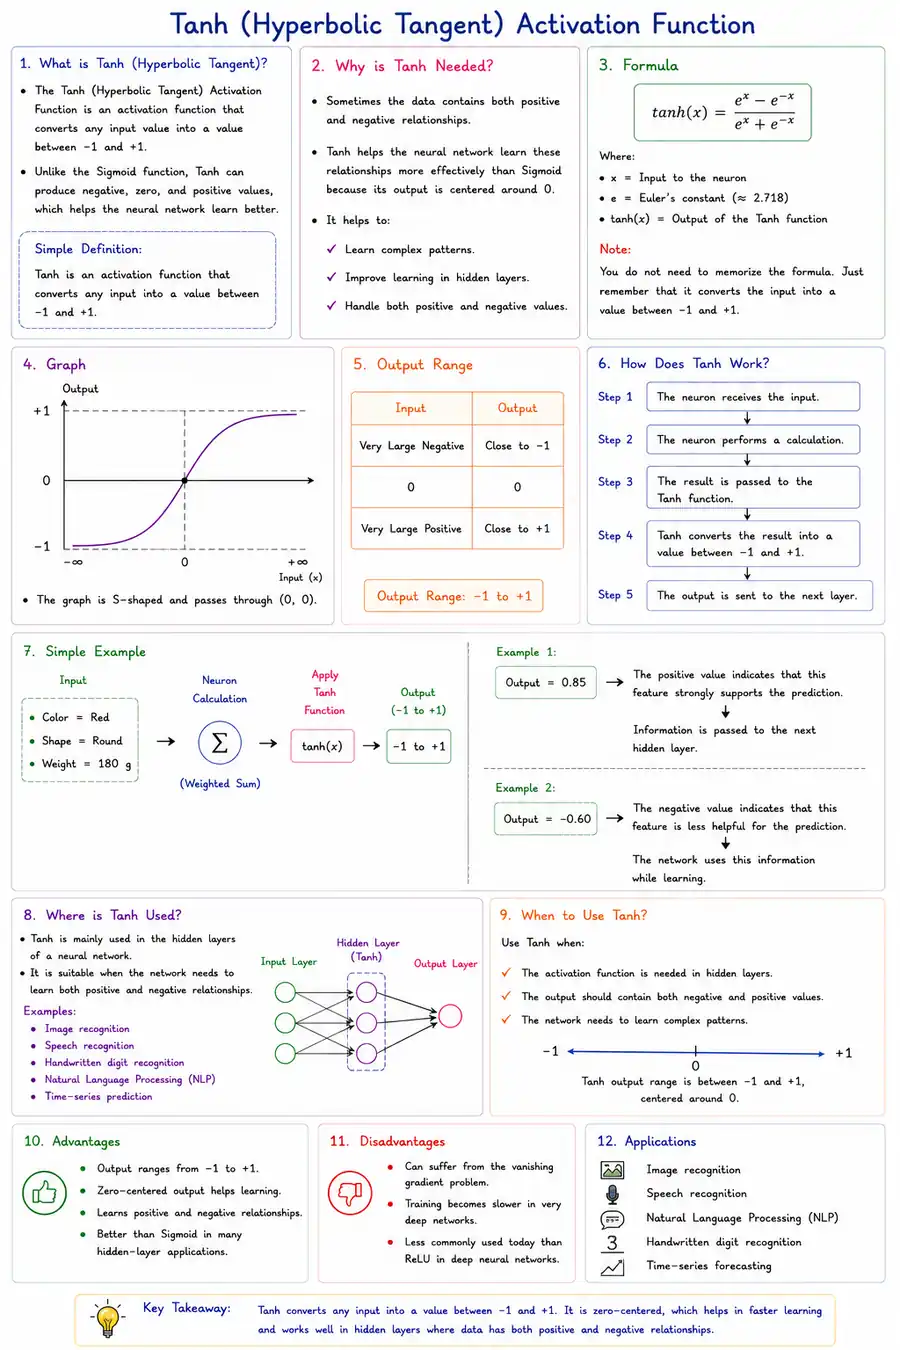 Tanh (Hyperbolic Tangent) Activation Function
1. What is Tanh (Hyperbolic Tangent)?
• The Tanh (Hyperbolic Tangent) Activation
Function is an activation function that
converts any input value into a value
between −1 and +1.
• Unlike the Sigmoid function, Tanh can
produce negative, zero, and positive values,
which helps the neural network learn better.
Simple Definition:
Tanh is an activation function that
converts any input into a value between
−1 and +1.
2. Why is Tanh Needed?
• Sometimes the data contains both positive
and negative relationships.
• Tanh helps the neural network learn these
relationships more effectively than Sigmoid
because its output is centered around 0.
• It helps to:
✓ Learn complex patterns.
✓ Improve learning in hidden layers.
✓ Handle both positive and negative values.
3. Formula
tanh(x) = (e^x − e^−x) / (e^x + e^−x)
Where:
• x = Input to the neuron
• e = Euler's constant (≈ 2.718)
• tanh(x) = Output of the Tanh function
Note:
You do not need to memorize the formula. Just
remember that it converts the input into a
value between −1 and +1.
4. Graph
Output
+1
0
−1
−∞ 0 +∞
Input (x)
• The graph is S-shaped and passes through (0, 0).
5. Output Range
Input Output
Very Large Negative Close to −1
0 0
Very Large Positive Close to +1
Output Range: −1 to +1
6. How Does Tanh Work?
Step 1 The neuron receives the input.
Step 2 The neuron performs a calculation.
Step 3 The result is passed to the
Tanh function.
Step 4 Tanh converts the result into a
value between −1 and +1.
Step 5 The output is sent to the next layer.
7. Simple Example
Input
• Color = Red
• Shape = Round
• Weight = 180 g
Neuron
Calculation
Σ
(Weighted Sum)
Apply
Tanh
Function
tanh(x)
Output
(−1 to +1)
−1 to +1
Example 1:
Output = 0.85
The positive value indicates that this
feature strongly supports the prediction.
Information is passed to the next
hidden layer.
Example 2:
Output = −0.60
The negative value indicates that this
feature is less helpful for the prediction.
The network uses this information
while learning.
8. Where is Tanh Used?
• Tanh is mainly used in the hidden layers
of a neural network.
• It is suitable when the network needs to
learn both positive and negative relationships.
Examples:
• Image recognition
• Speech recognition
• Handwritten digit recognition
• Natural Language Processing (NLP)
• Time-series prediction
Input Layer
Hidden Layer
(Tanh)
Output Layer
9. When to Use Tanh?
Use Tanh when:
✓ The activation function is needed in hidden layers.
✓ The output should contain both negative and positive values.
✓ The network needs to learn complex patterns.
−1 0 +1
Tanh output range is between −1 and +1,
centered around 0.
10. Advantages
• Output ranges from −1 to +1.
• Zero-centered output helps learning.
• Learns positive and negative relationships.
• Better than Sigmoid in many
hidden-layer applications.
11. Disadvantages
• Can suffer from the vanishing
gradient problem.
• Training becomes slower in very
deep networks.
• Less commonly used today than
ReLU in deep neural networks.
12. Applications
Image recognition
Speech recognition
Natural Language Processing (NLP)
3 Handwritten digit recognition
Time-series forecasting
Key Takeaway: Tanh converts any input into a value between −1 and +1. It is zero-centered, which helps in faster learning
and works well in hidden layers where data has both positive and negative relationships.